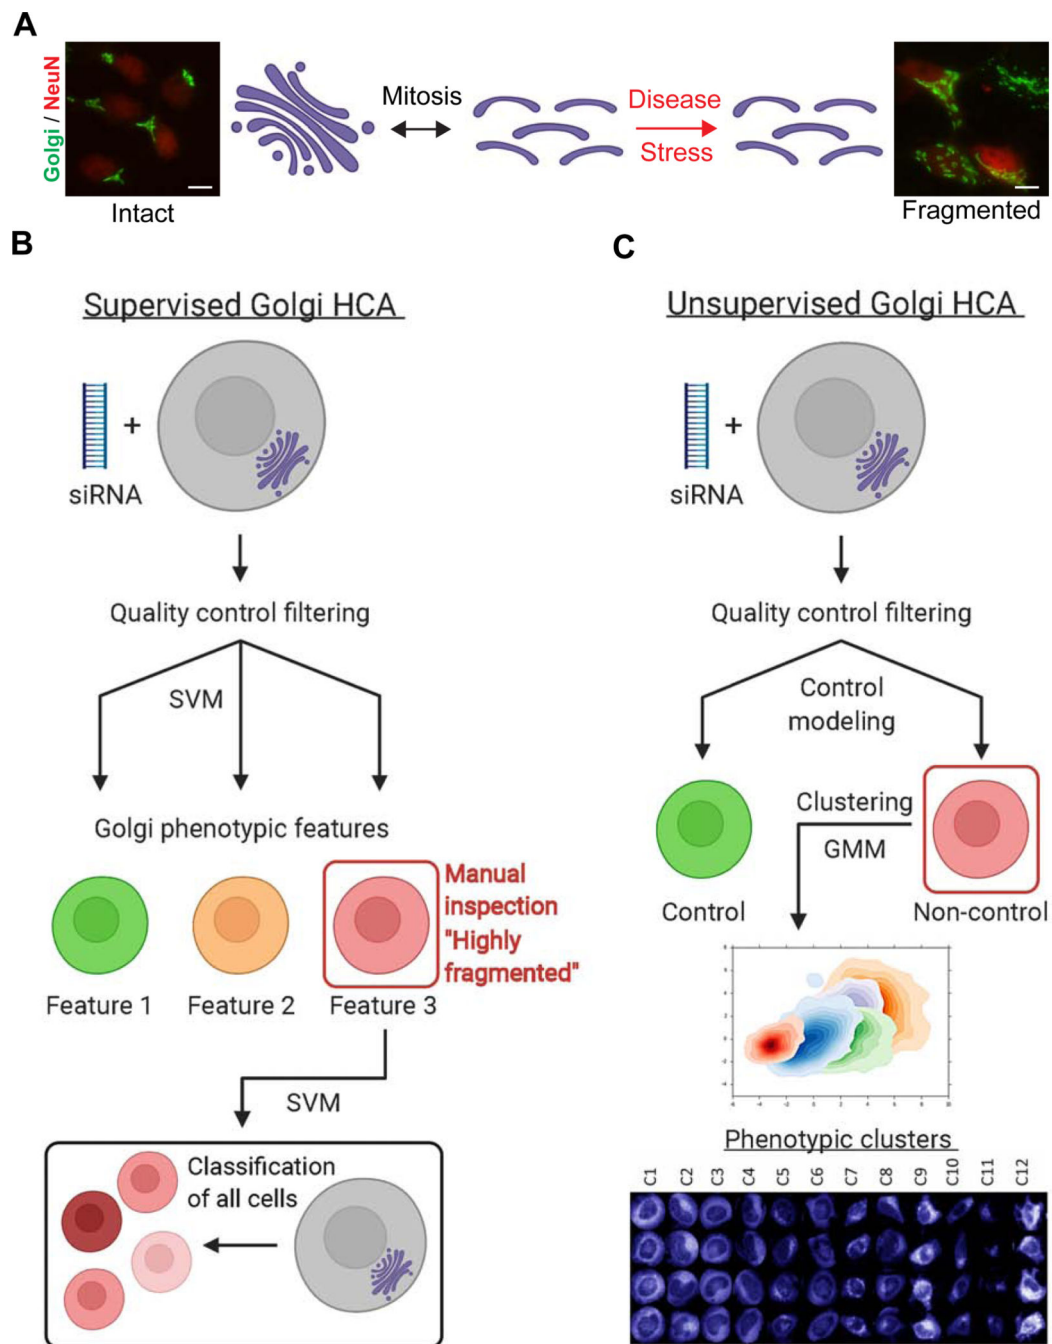 A
Golgi / NeuN
Intact
Mitosis
Disease
Stress
Fragmented
B
Supervised Golgi HCA
siRNA
+
Quality control filtering
SVM
Golgi phenotypic features
Manual
inspection
"Highly
fragmented"
Feature 1
Feature 2
Feature 3
SVM
Classification
of all cells
C
Unsupervised Golgi HCA
siRNA
+
Quality control filtering
Control
modeling
Clustering
GMM
Control
Non-control
Phenotypic clusters
C1 C2 C3 C4 C5 C6 C7 C8 C9 C10 C11 C12